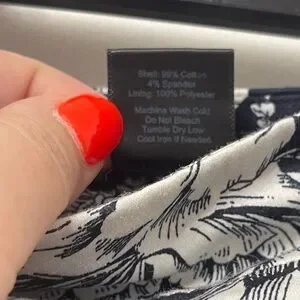 Shell: 96% Cotton
4% Spandex
Lining: 100% Polyester
Machine Wash Cold
Do Not Bleach
Tumble Dry Low
Cool Iron If Needed